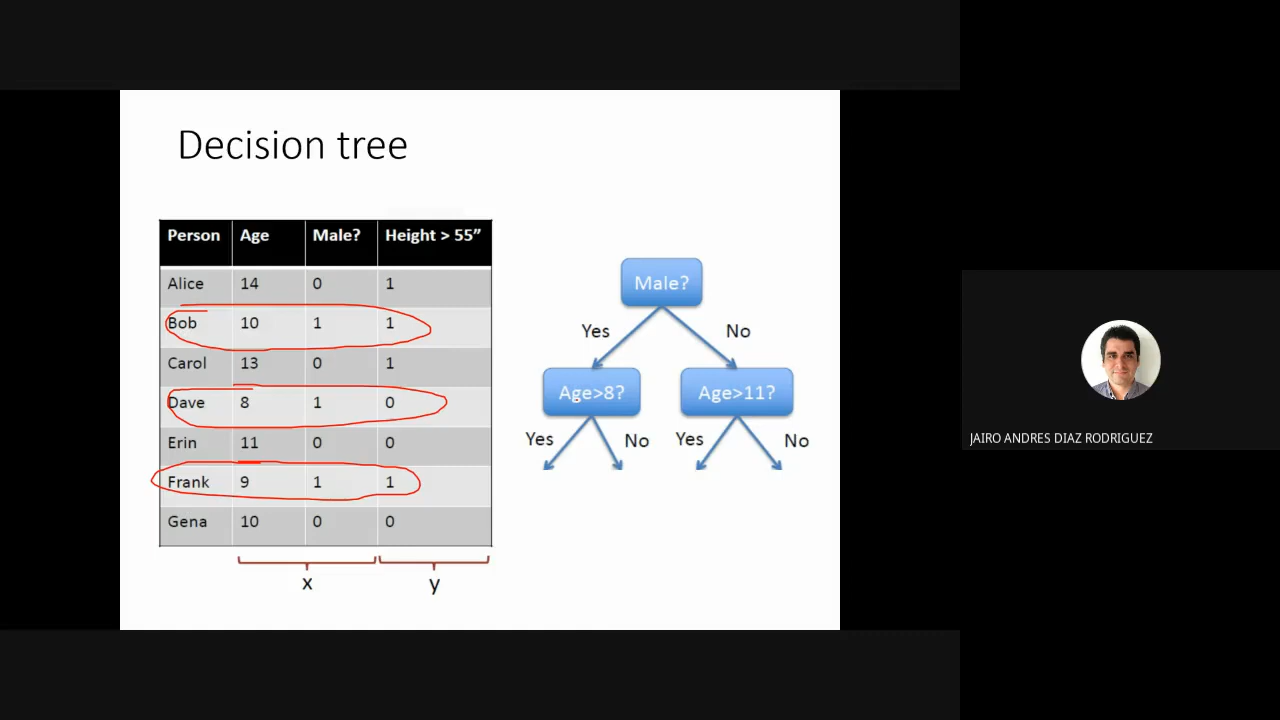 Decision tree
Person Age Male? Height > 55”
Alice 14 0 1
Bob 10 1 1
Carol 13 0 1
Dave 8 1 0
Erin 11 0 0
Frank 9 1 1
Gena 10 0 0
x y
Male?
Yes No
Age>8? Age>11?
Yes No Yes No
JAIRO ANDRES DIAZ RODRIGUEZ